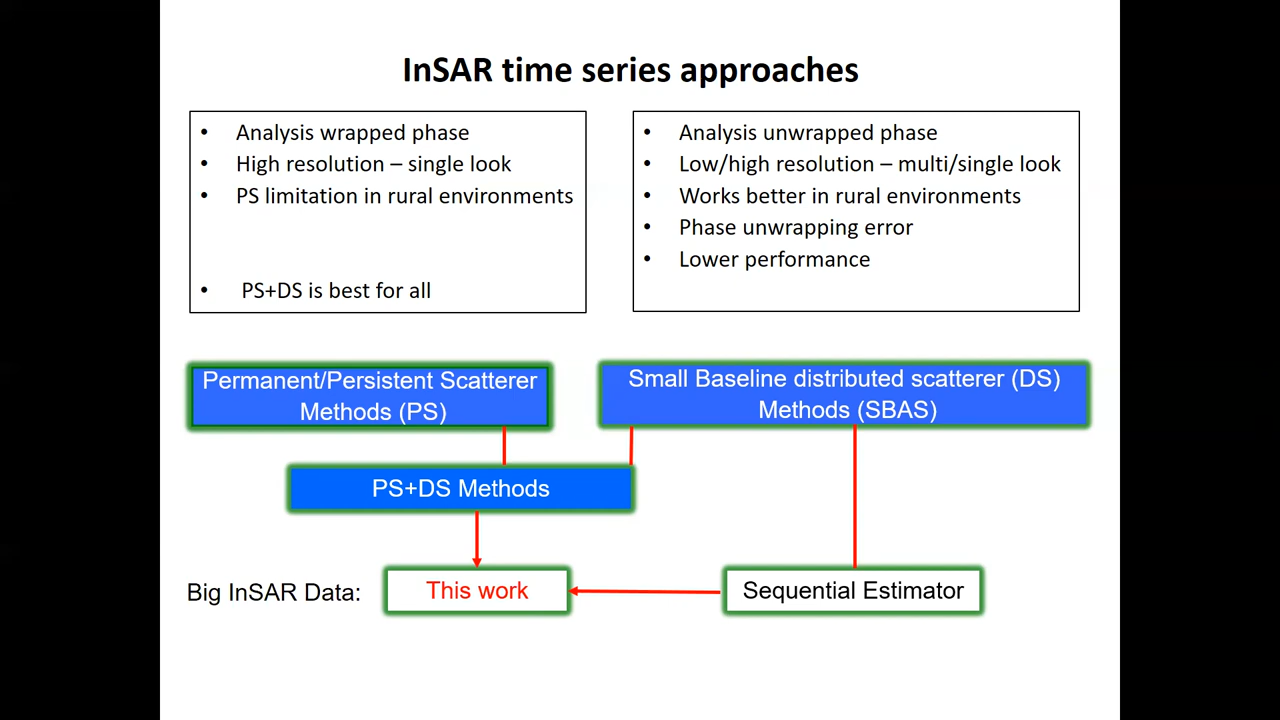 InSAR time series approaches
• Analysis wrapped phase
• High resolution – single look
• PS limitation in rural environments
• PS+DS is best for all
• Analysis unwrapped phase
• Low/high resolution – multi/single look
• Works better in rural environments
• Phase unwrapping error
• Lower performance
Permanent/Persistent Scatterer
Methods (PS)
Small Baseline distributed scatterer (DS)
Methods (SBAS)
PS+DS Methods
Big InSAR Data:
This work
Sequential Estimator